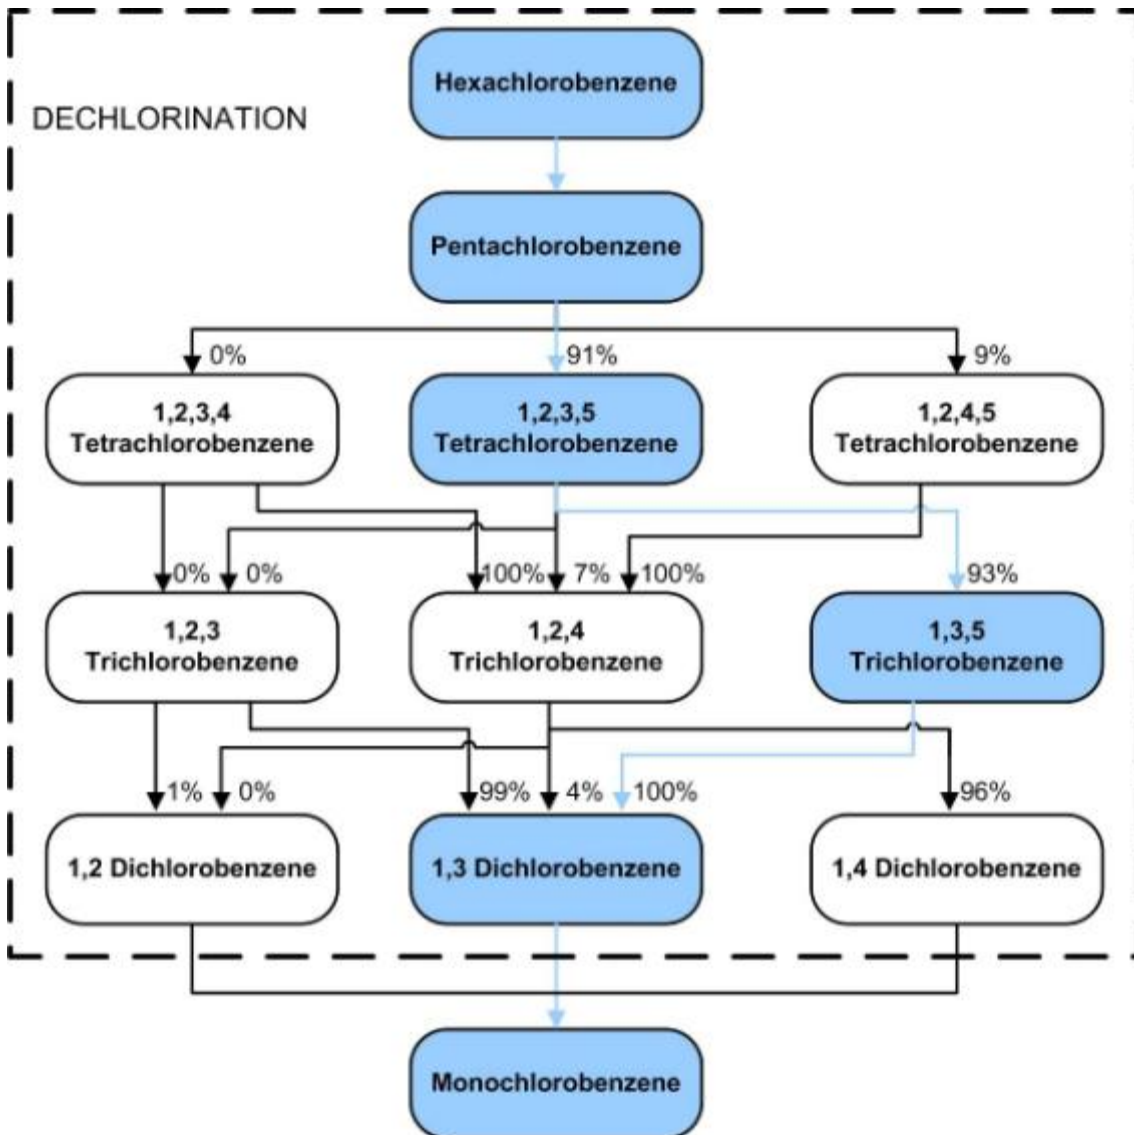 Hexachlorobenzene
DECHLORINATION
Pentachlorobenzene
0%
91%
9%
1,2,3,4
Tetrachlorobenzene
1,2,3,5
Tetrachlorobenzene
1,2,4,5
Tetrachlorobenzene
0%
0%
100%
7%
100%
93%
1,2,3
Trichlorobenzene
1,2,4
Trichlorobenzene
1,3,5
Trichlorobenzene
1%
0%
99%
4%
100%
96%
1,2 Dichlorobenzene
1,3 Dichlorobenzene
1,4 Dichlorobenzene
Monochlorobenzene